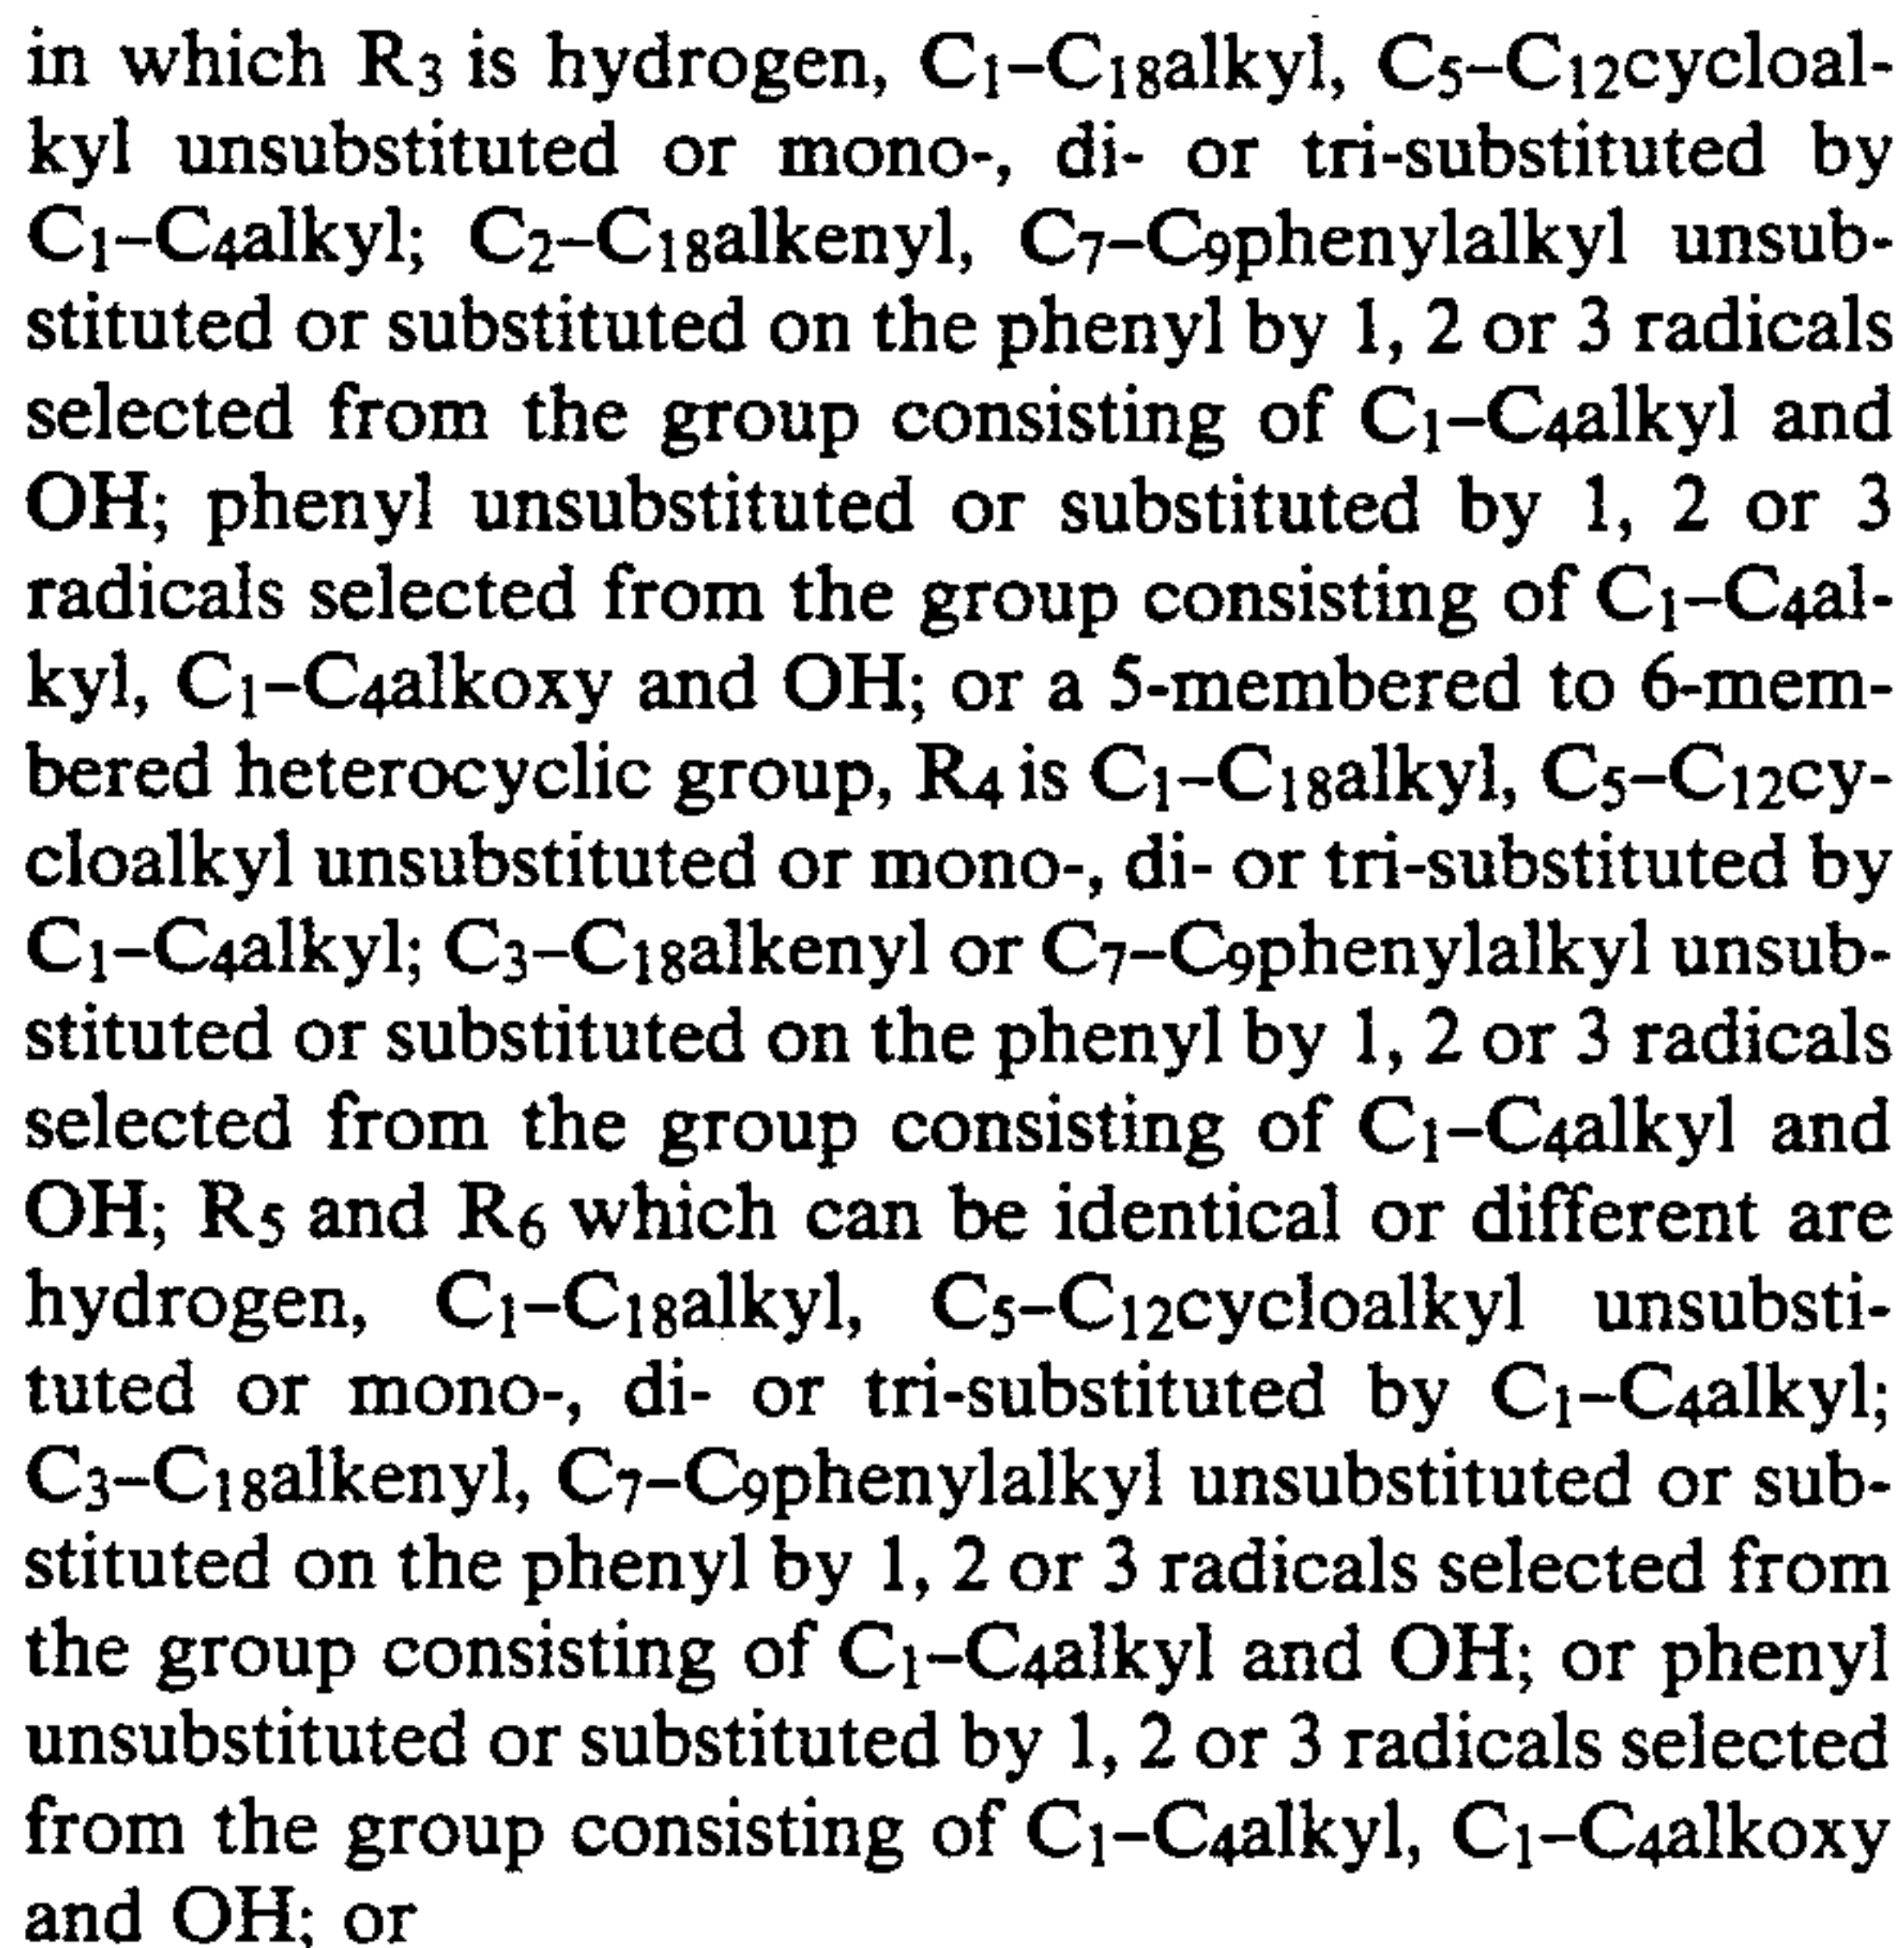 in which R₃ is hydrogen, C₁–C₁₈alkyl, C₅–C₁₂cycloal-
kyl unsubstituted or mono-, di- or tri-substituted by
C₁–C₄alkyl; C₂–C₁₈alkenyl, C₇–C₉phenylalkyl unsub-
stituted or substituted on the phenyl by 1, 2 or 3 radicals
selected from the group consisting of C₁–C₄alkyl and
OH; phenyl unsubstituted or substituted by 1, 2 or 3
radicals selected from the group consisting of C₁–C₄al-
kyl, C₁–C₄alkoxy and OH; or a 5-membered to 6-mem-
bered heterocyclic group, R₄ is C₁–C₁₈alkyl, C₅–C₁₂cy-
cloalkyl unsubstituted or mono-, di- or tri-substituted by
C₁–C₄alkyl; C₃–C₁₈alkenyl or C₇–C₉phenylalkyl unsub-
stituted or substituted on the phenyl by 1, 2 or 3 radicals
selected from the group consisting of C₁–C₄alkyl and
OH; R₅ and R₆ which can be identical or different are
hydrogen, C₁–C₁₈alkyl, C₅–C₁₂cycloalkyl unsubsti-
tuted or mono-, di- or tri-substituted by C₁–C₄alkyl;
C₃–C₁₈alkenyl, C₇–C₉phenylalkyl unsubstituted or sub-
stituted on the phenyl by 1, 2 or 3 radicals selected from
the group consisting of C₁–C₄alkyl and OH; or phenyl
unsubstituted or substituted by 1, 2 or 3 radicals selected
from the group consisting of C₁–C₄alkyl, C₁–C₄alkoxy
and OH; or